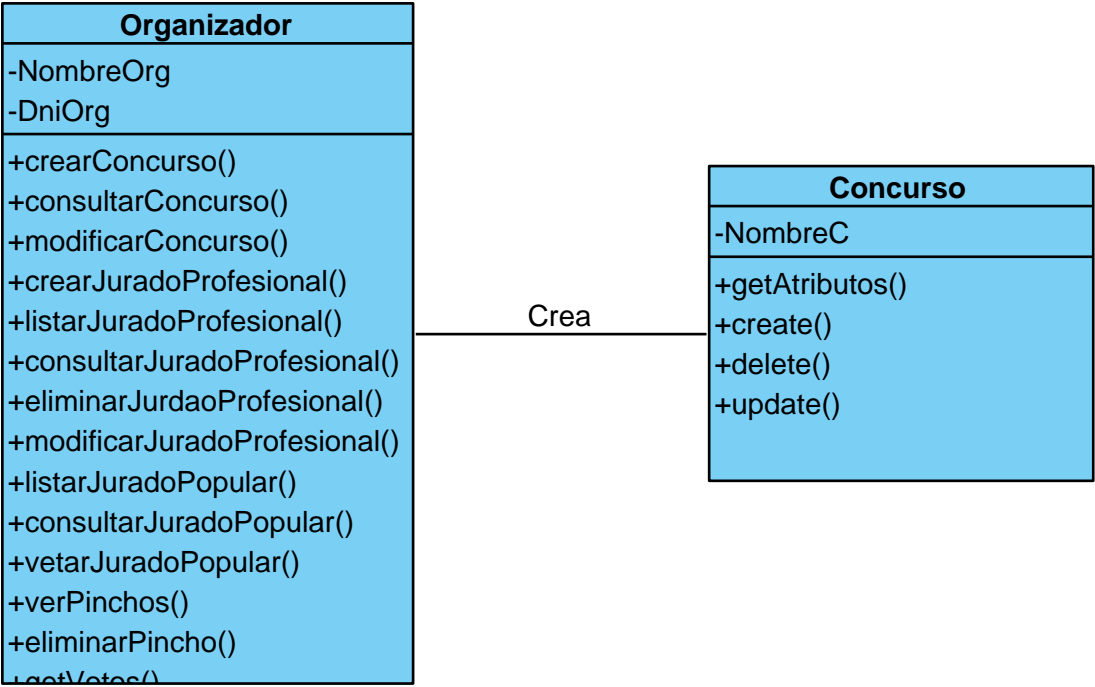 Organizador
-NombreOrg
-DniOrg
+crearConcurso()
+consultarConcurso()
+modificarConcurso()
+crearJuradoProfesional()
+listarJuradoProfesional()
+consultarJuradoProfesional()
+eliminarJurdaoProfesional()
+modificarJuradoProfesional()
+listarJuradoPopular()
+consultarJuradoPopular()
+vetarJuradoPopular()
+verPinchos()
+eliminarPincho()
+getVotos()
Crea
Concurso
-NombreC
+getAtributos()
+create()
+delete()
+update()